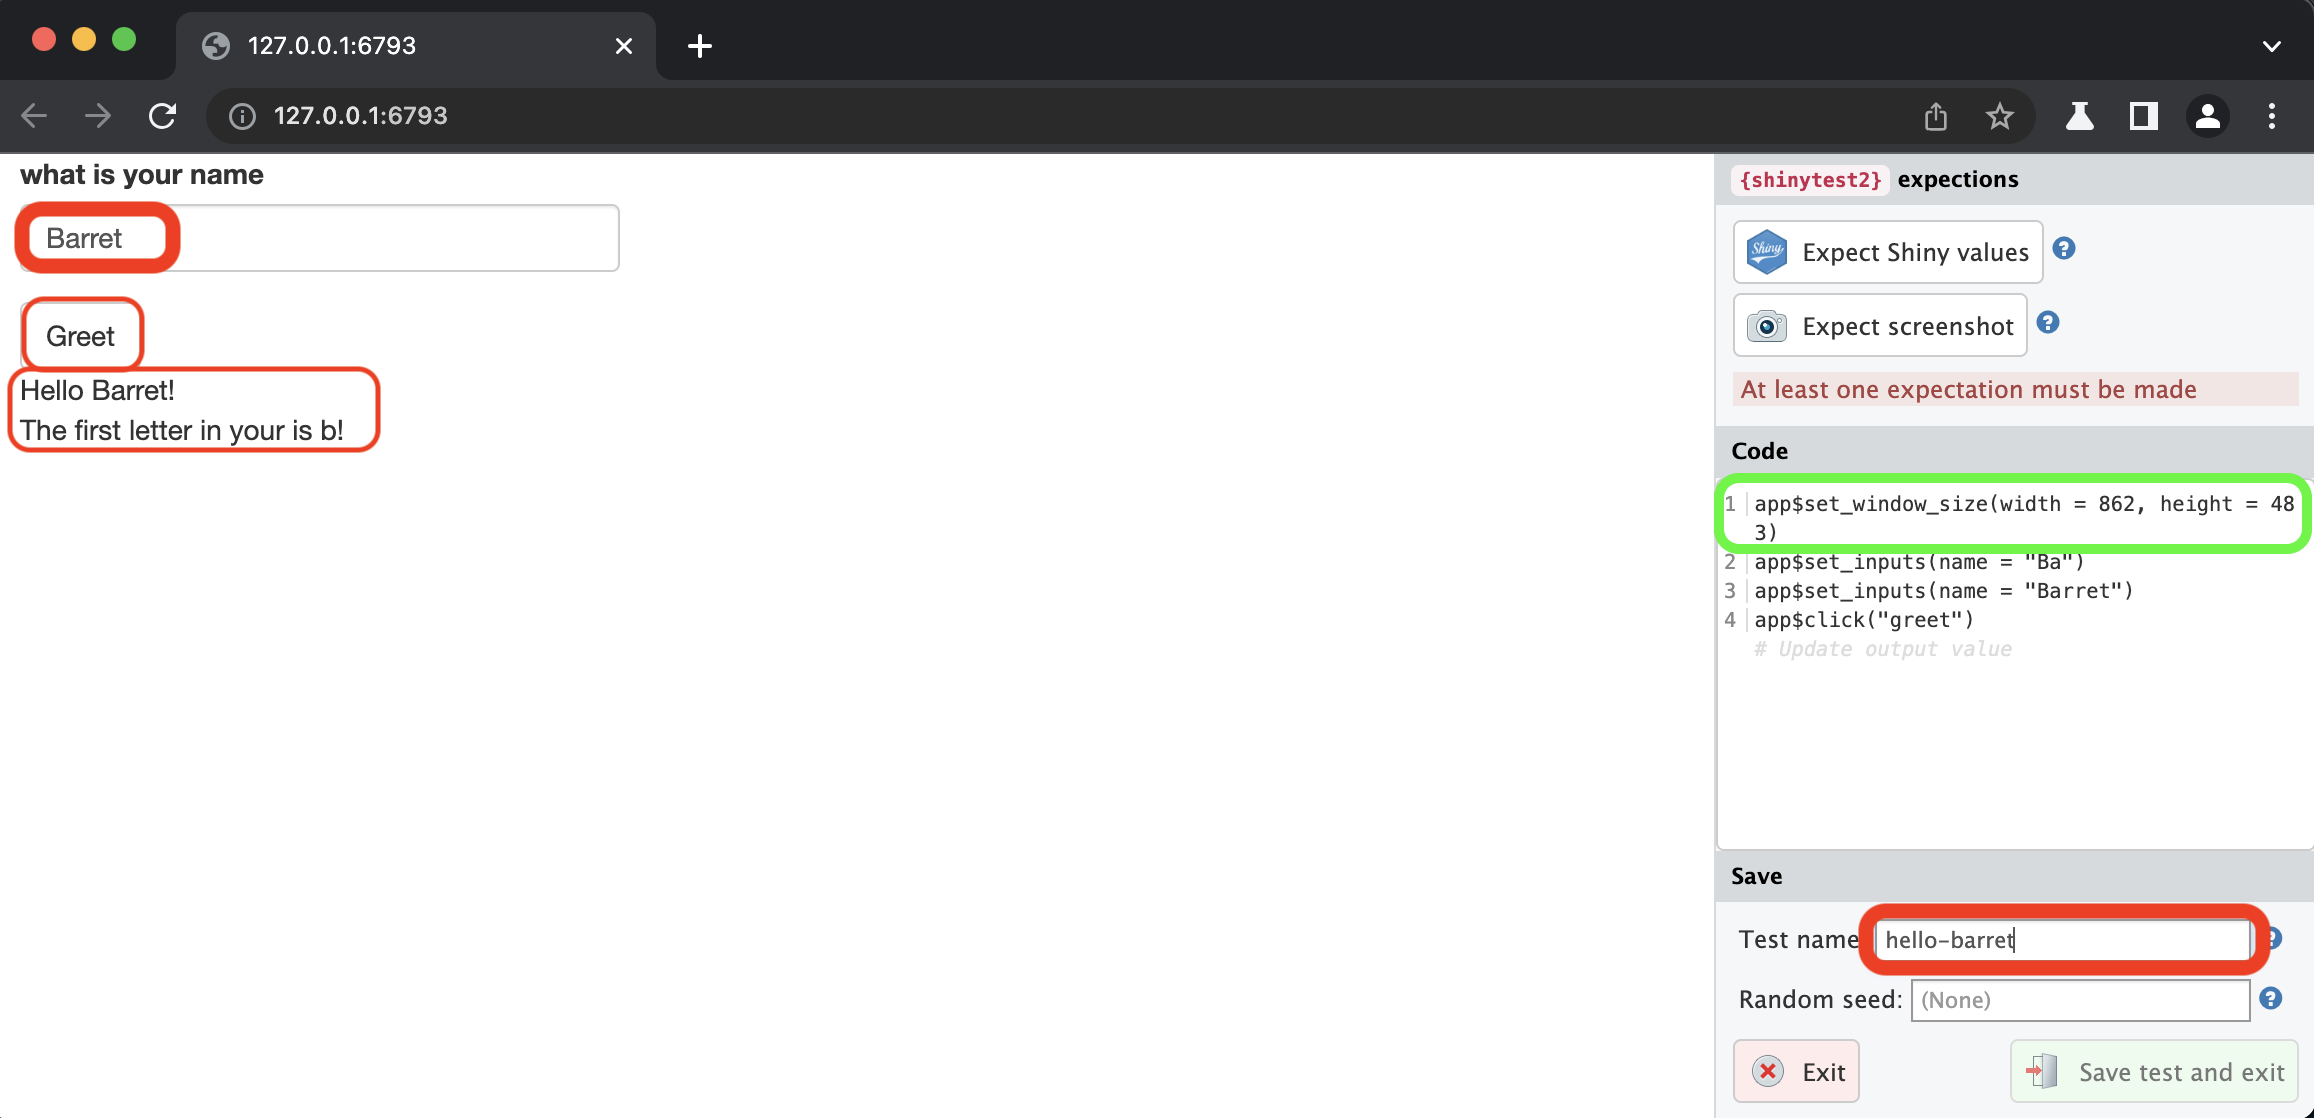 127.0.0.1:6793
127.0.0.1:6793
what is your name
Barret
Greet
Hello Barret!
The first letter in your is b!
{shinytest2} expections
Shiny
Expect Shiny values
?
Expect screenshot
?
At least one expectation must be made
Code
1 app$set_window_size(width = 862, height = 48
3)
2 app$set_inputs(name = "Ba")
3 app$set_inputs(name = "Barret")
4 app$click("greet")
# Update output value
Save
Test name hello-barret ?
Random seed: (None) ?
Exit
Save test and exit